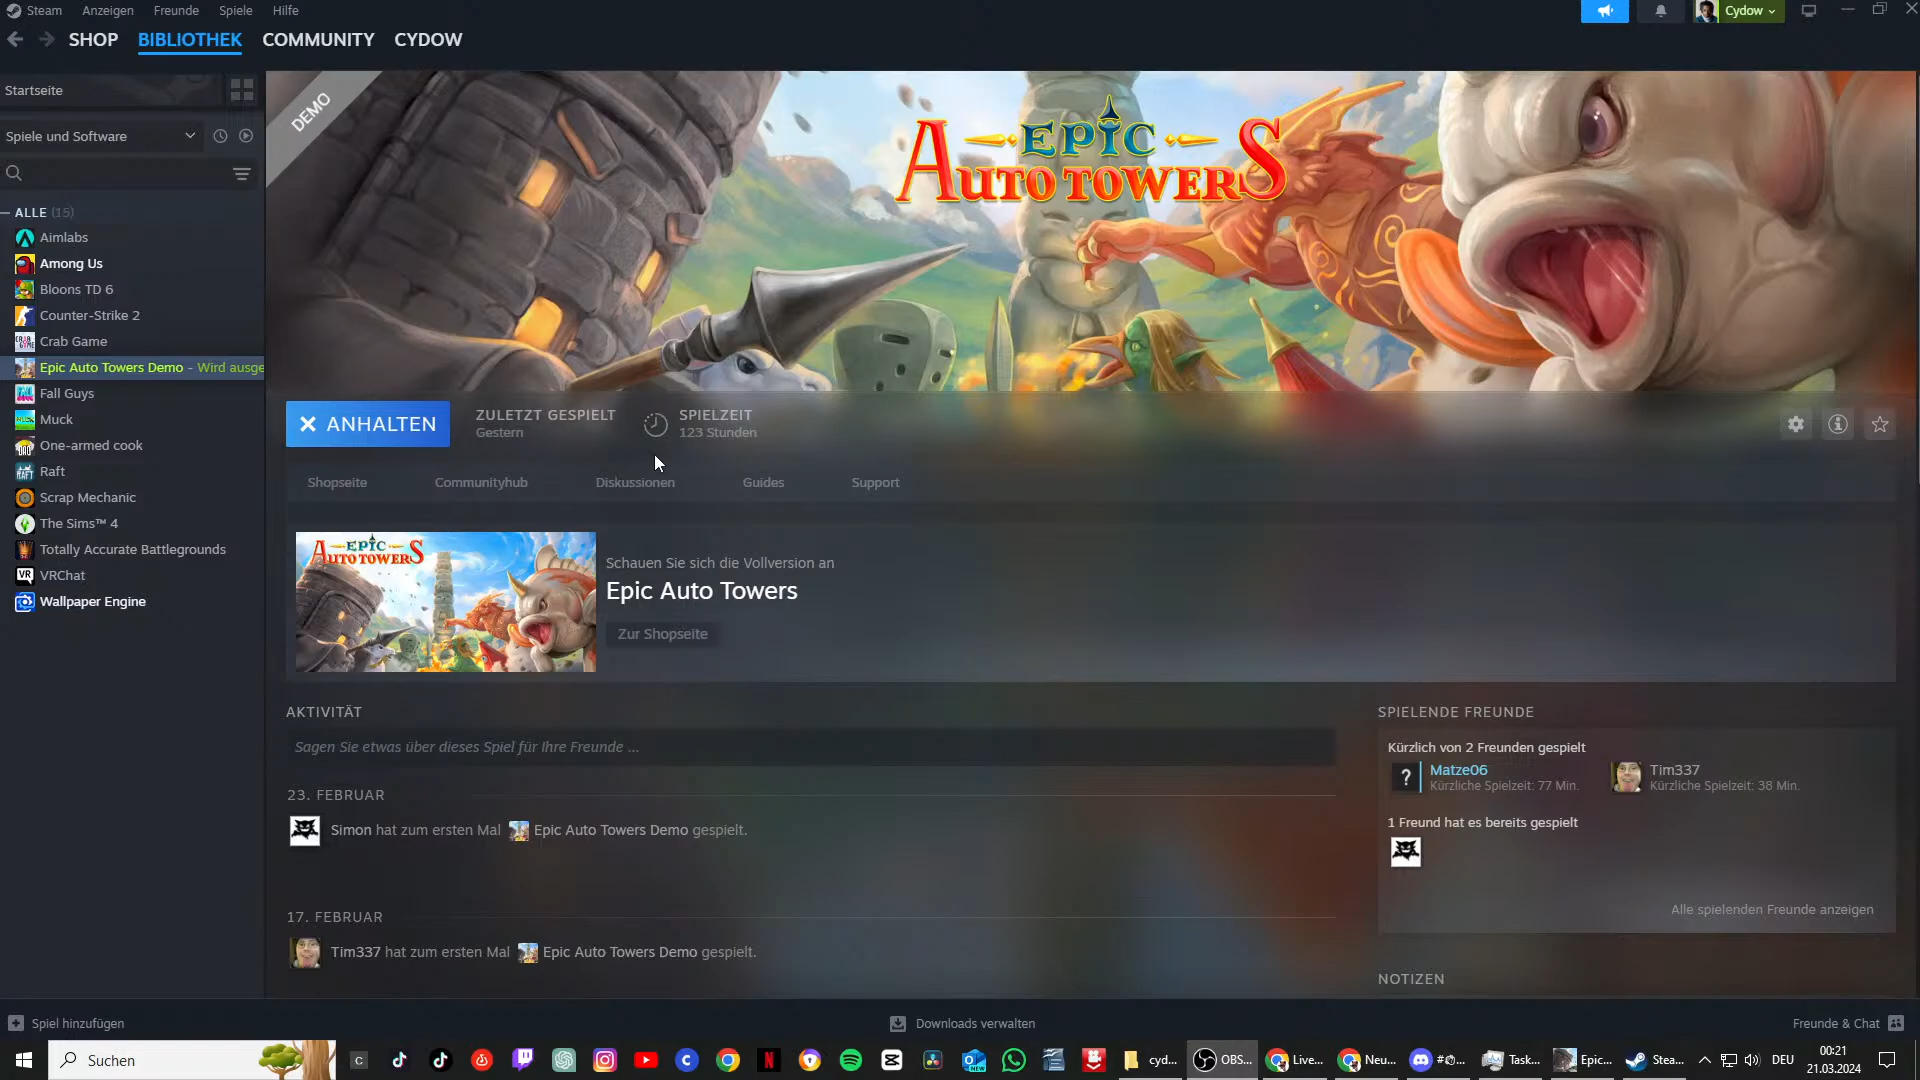 Steam Anzeigen Freunde Spiele Hilfe Cydow
SHOP BIBLIOTHEK COMMUNITY CYDOW
Startseite
Spiele und Software
ALLE (15)
Aimlabs
Among Us
Bloons TD 6
Counter-Strike 2
Crab Game
Epic Auto Towers Demo - Wird ausge
Fall Guys
Muck
One-armed cook
Raft
Scrap Mechanic
The Sims™ 4
Totally Accurate Battlegrounds
VRChat
Wallpaper Engine
DEMO
EPIC
AUTO TOWERS
ANHALTEN
ZULETZT GESPIELT
Gestern
SPIELZEIT
123 Stunden
Shopseite Communityhub Diskussionen Guides Support
EPIC
AUTO TOWERS
Schauen Sie sich die Vollversion an
Epic Auto Towers
Zur Shopseite
AKTIVITÄT
Sagen Sie etwas über dieses Spiel für Ihre Freunde ...
23. FEBRUAR
Simon hat zum ersten Mal Epic Auto Towers Demo gespielt.
17. FEBRUAR
Tim337 hat zum ersten Mal Epic Auto Towers Demo gespielt.
SPIELENDE FREUNDE
Kürzlich von 2 Freunden gespielt
Matze06
Kürzliche Spielzeit: 77 Min.
Tim337
Kürzliche Spielzeit: 38 Min.
1 Freund hat es bereits gespielt
Alle spielenden Freunde anzeigen
NOTIZEN
Spiel hinzufügen Downloads verwalten Freunde & Chat
Suchen cyd... OBS... Live... Neu... #... Task... Epic... Stea... DEU 00:21
21.03.2024